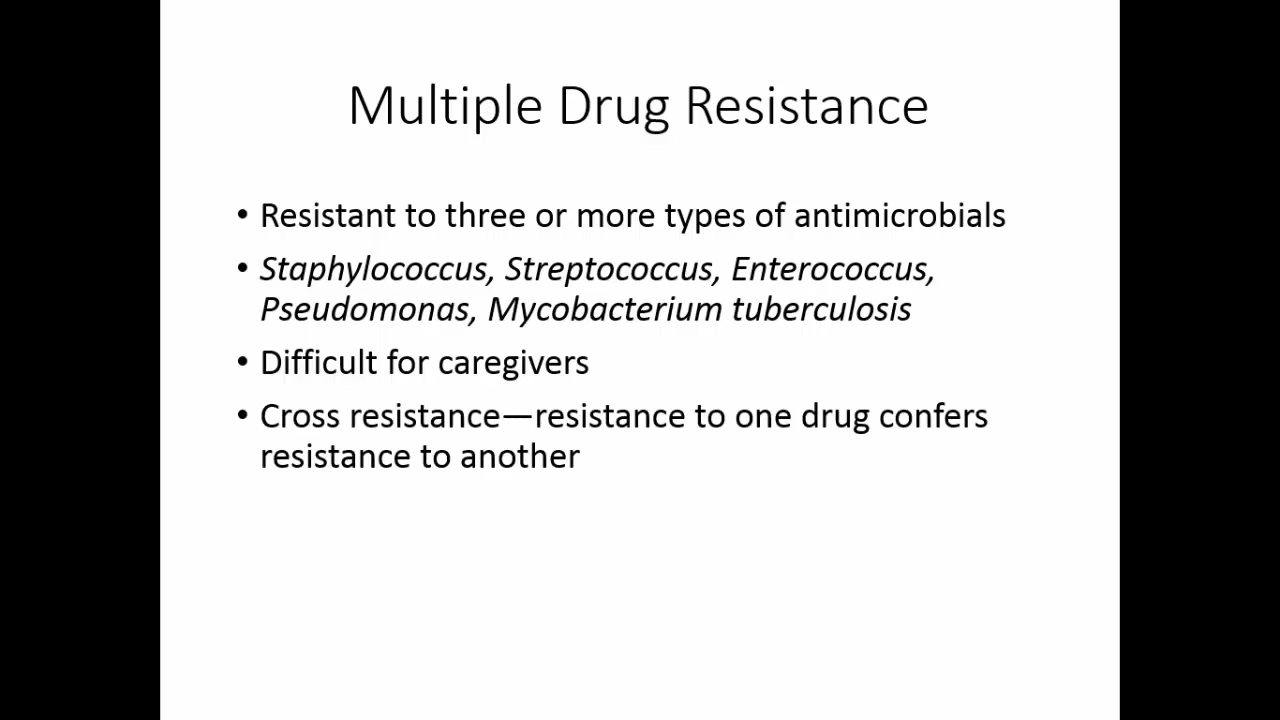 Multiple Drug Resistance
• Resistant to three or more types of antimicrobials
• Staphylococcus, Streptococcus, Enterococcus,
Pseudomonas, Mycobacterium tuberculosis
• Difficult for caregivers
• Cross resistance—resistance to one drug confers
resistance to another